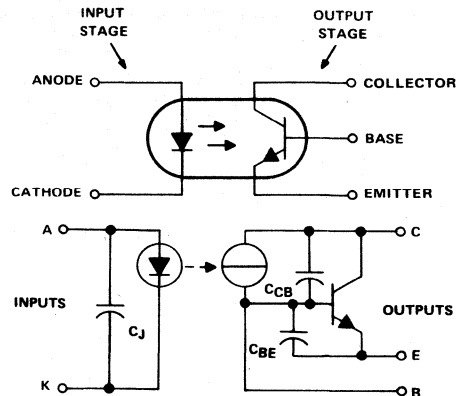 INPUT STAGE
OUTPUT STAGE
ANODE
COLLECTOR
BASE
CATHODE
EMITTER
A
C
INPUTS
CJ
CCB
OUTPUTS
CBE
E
K
B